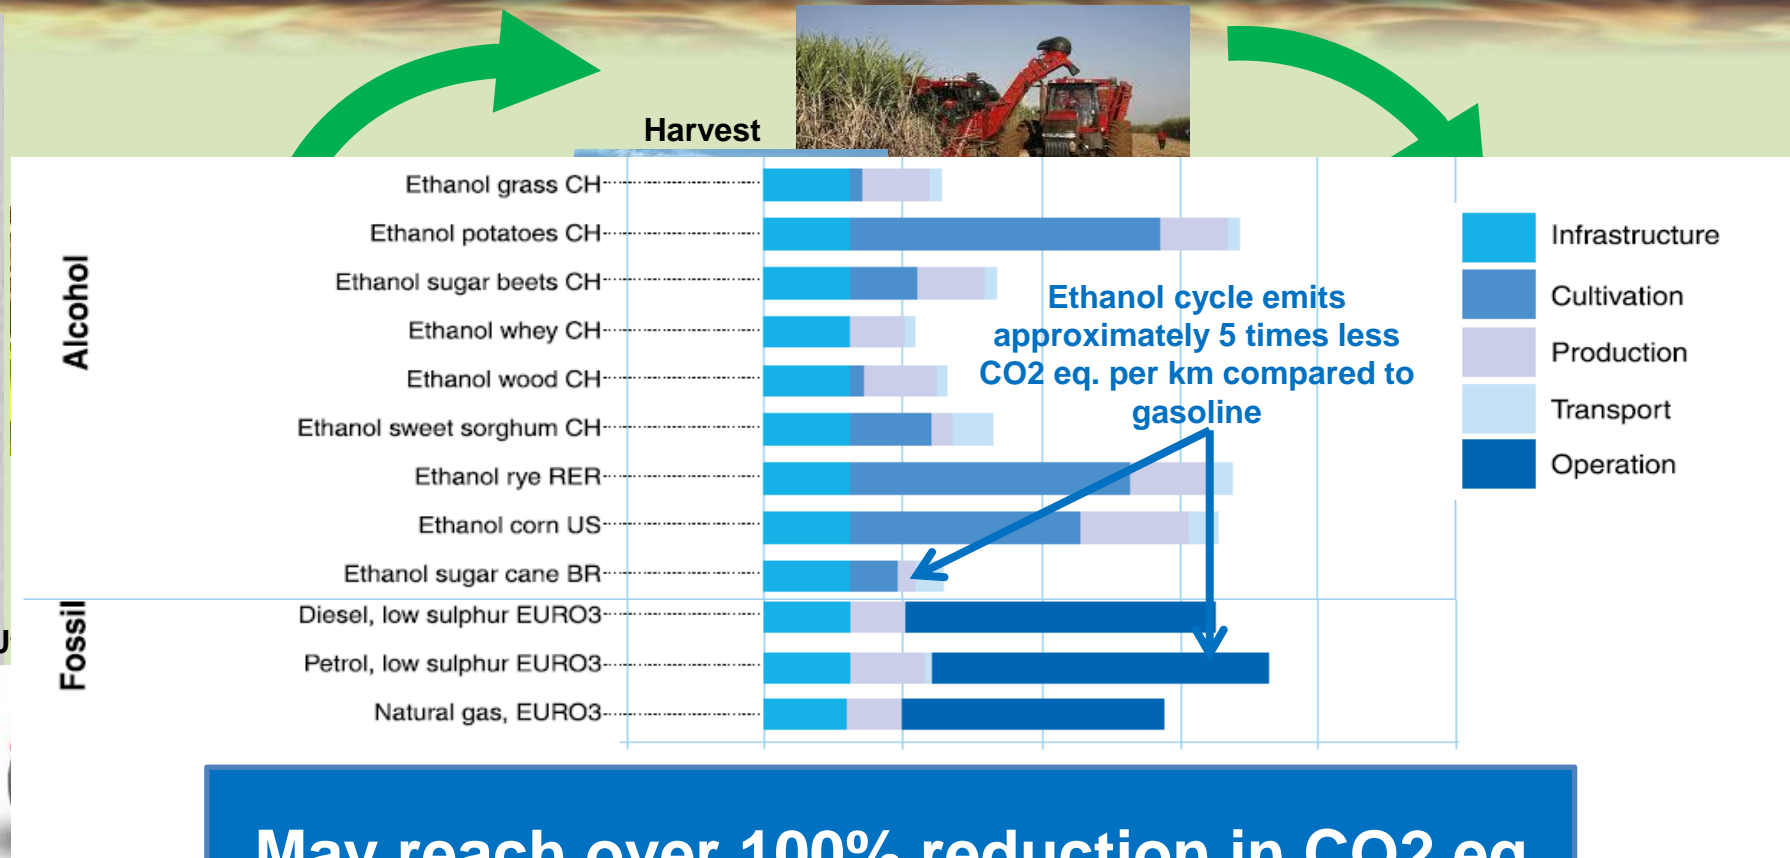 Harvest
Alcohol
Ethanol grass CH
Ethanol potatoes CH
Ethanol sugar beets CH
Ethanol whey CH
Ethanol wood CH
Ethanol sweet sorghum CH
Ethanol rye RER
Ethanol corn US
Ethanol sugar cane BR
Fossil
Diesel, low sulphur EURO3
Petrol, low sulphur EURO3
Natural gas, EURO3
Ethanol cycle emits
approximately 5 times less
CO2 eq. per km compared to
gasoline
Infrastructure
Cultivation
Production
Transport
Operation
May reach over 100% reduction in CO2 eq